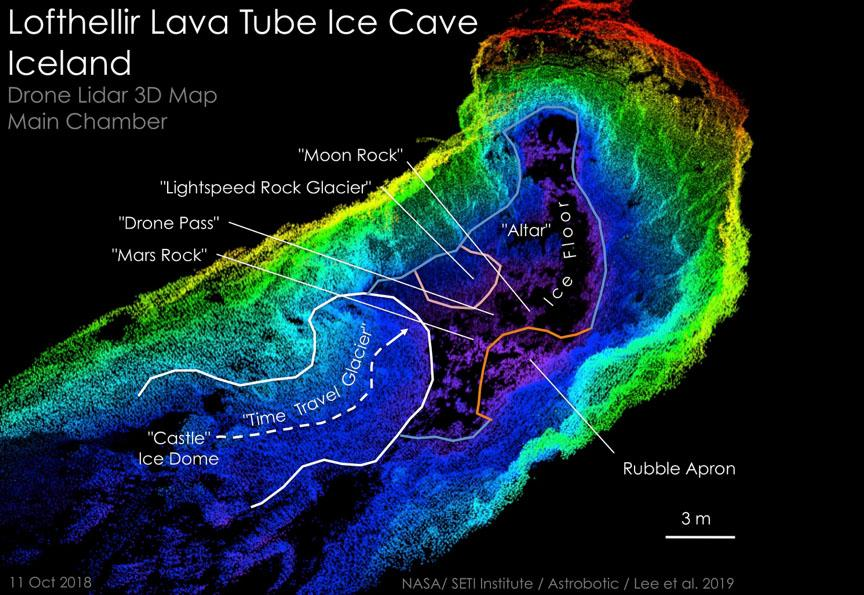 Lofthellir Lava Tube Ice Cave
Iceland
Drone Lidar 3D Map
Main Chamber
"Moon Rock"
"Lightspeed Rock Glacier"
"Drone Pass"
"Mars Rock"
"Altar"
Ice Floor
"Time Travel Glacier"
"Castle"
Ice Dome
Rubble Apron
3 m
11 Oct 2018
NASA/ SETI Institute / Astrobotic / Lee et al. 2019